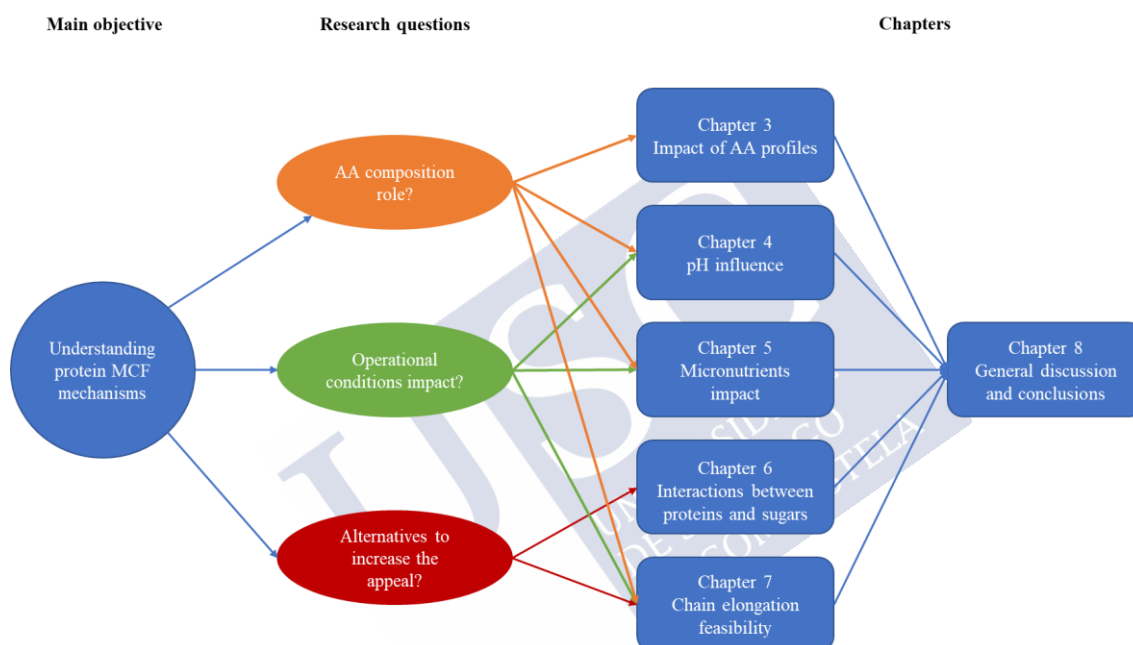 Main objective
Research questions
Chapters
Understanding
protein MCF
mechanisms
AA composition
role?
Operational
conditions impact?
Alternatives to
increase the
appeal?
Chapter 3
Impact of AA profiles
Chapter 4
pH influence
Chapter 5
Micronutrients
impact
Chapter 6
Interactions between
proteins and sugars
Chapter 7
Chain elongation
feasibility
Chapter 8
General discussion
and conclusions
USC